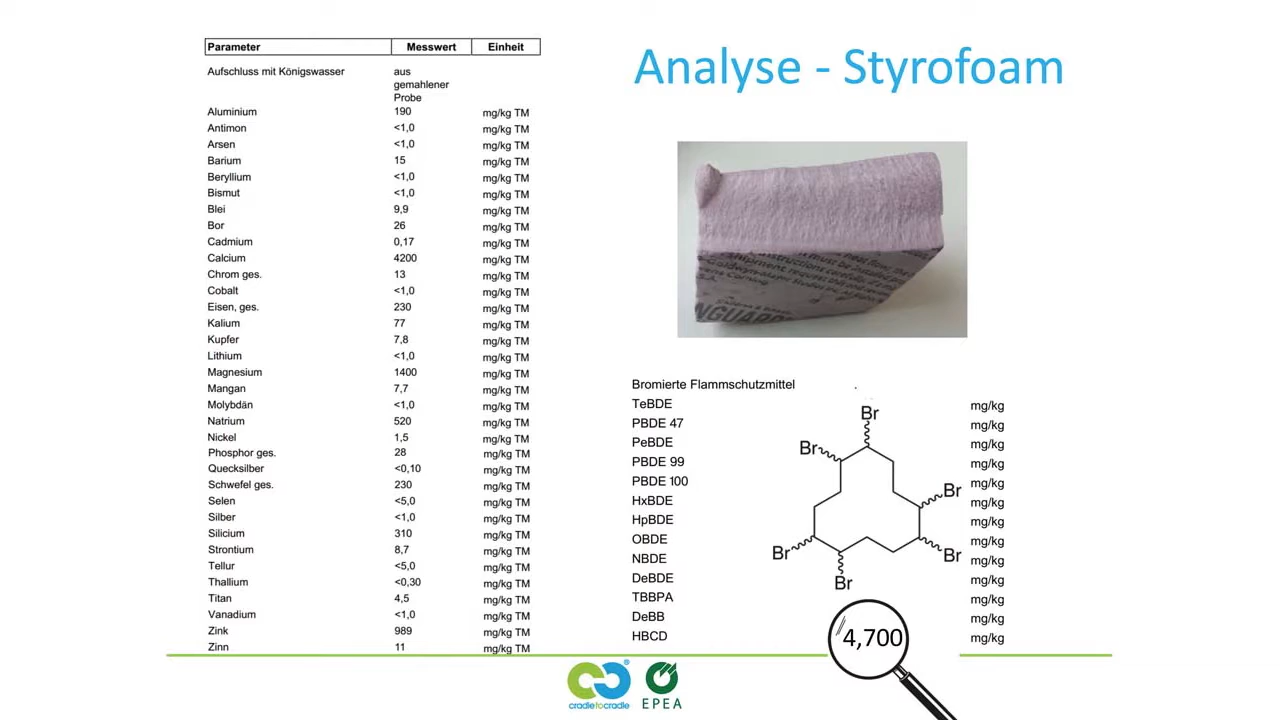 Analyse - Styrofoam
Parameter Messwert Einheit
Aufschluss mit Königswasser aus
gemahlener
Probe
Aluminium 190 mg/kg TM
Antimon <1,0 mg/kg TM
Arsen <1,0 mg/kg TM
Barium 15 mg/kg TM
Beryllium <1,0 mg/kg TM
Bismut <1,0 mg/kg TM
Blei 9,9 mg/kg TM
Bor 26 mg/kg TM
Cadmium 0,17 mg/kg TM
Calcium 4200 mg/kg TM
Chrom ges. 13 mg/kg TM
Cobalt <1,0 mg/kg TM
Eisen, ges. 230 mg/kg TM
Kalium 77 mg/kg TM
Kupfer 7,8 mg/kg TM
Lithium <1,0 mg/kg TM
Magnesium 1400 mg/kg TM
Mangan 7,7 mg/kg TM
Molybdän <1,0 mg/kg TM
Natrium 520 mg/kg TM
Nickel 1,5 mg/kg TM
Phosphor ges. 28 mg/kg TM
Quecksilber <0,10 mg/kg TM
Schwefel ges. 230 mg/kg TM
Selen <5,0 mg/kg TM
Silber <1,0 mg/kg TM
Silicium 310 mg/kg TM
Strontium 8,7 mg/kg TM
Tellur <5,0 mg/kg TM
Thallium <0,30 mg/kg TM
Titan 4,5 mg/kg TM
Vanadium <1,0 mg/kg TM
Zink 989 mg/kg TM
Zinn 11 mg/kg TM
Bromierte Flammschutzmittel
TeBDE mg/kg
PBDE 47 mg/kg
PeBDE mg/kg
PBDE 99 mg/kg
PBDE 100 mg/kg
HxBDE mg/kg
HpBDE mg/kg
OBDE mg/kg
NBDE mg/kg
DeBDE mg/kg
TBBPA mg/kg
DeBB mg/kg
HBCD 4,700 mg/kg
Br
Br
Br
Br
Br
Br
cradletocradle
EPEA